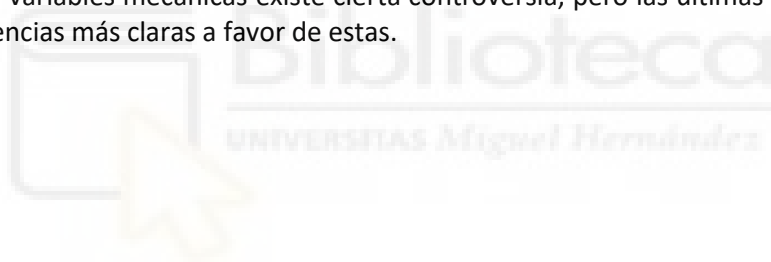 variables mecánicas existe cierta controversia, pero las últimas
encias más claras a favor de estas.
Biblioteca
UNIVERSITAS Miguel Hernández